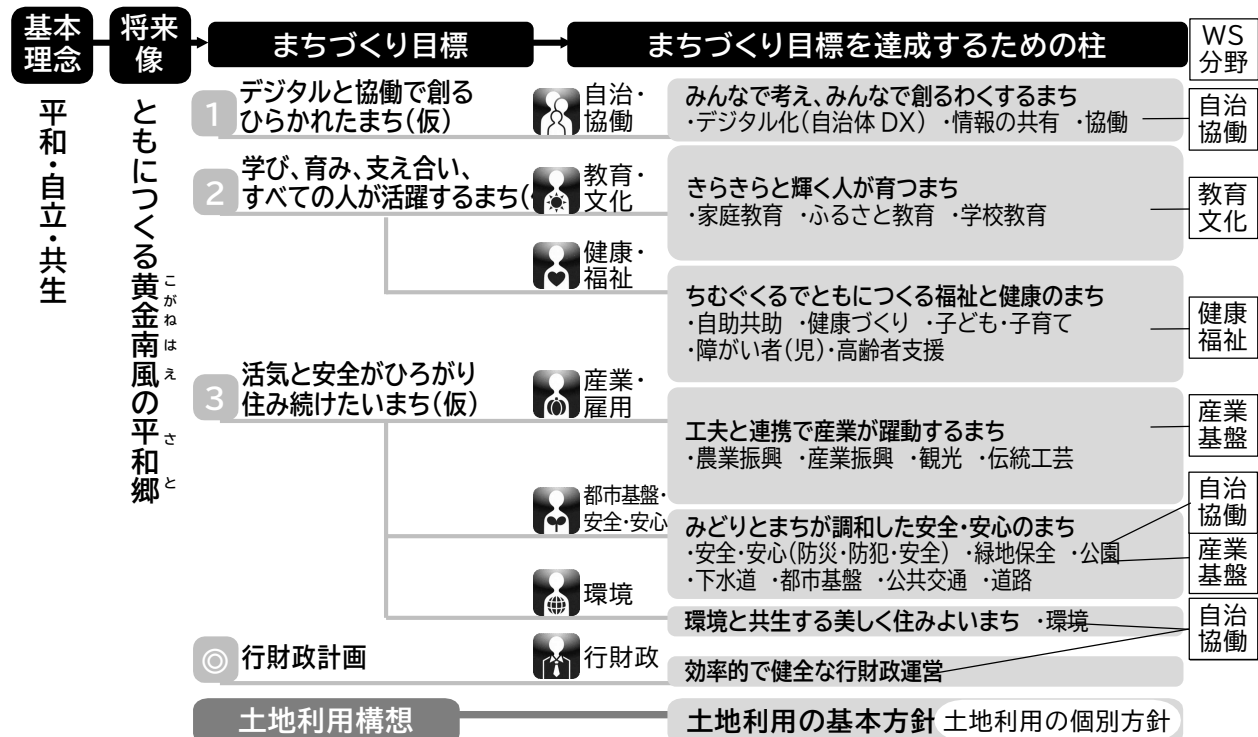 基本
理念
将来
像
まちづくり目標
まちづくり目標を達成するための柱
WS
分野
平和・自立・共生
ともにつくる黄金南風の平和郷
こがねはえ
さと
1
デジタルと協働で創る
ひらかれたまち(仮)
自治・
協働
みんなで考え、みんなで創るわくするまち
・デジタル化(自治体DX) ・情報の共有 ・協働
自治
協働
2
学び、育み、支え合い、
すべての人が活躍するまち(
教育・
文化
きらきらと輝く人が育つまち
・家庭教育 ・ふるさと教育 ・学校教育
教育
文化
健康・
福祉
ちむぐくるでともにつくる福祉と健康のまち
・自助共助 ・健康づくり ・子ども・子育て
・障がい者(児)・高齢者支援
健康
福祉
3
活気と安全がひろがり
住み続けたいまち(仮)
産業・
雇用
工夫と連携で産業が躍動するまち
・農業振興 ・産業振興 ・観光 ・伝統工芸
産業
基盤
都市基盤・
安全・安心
みどりとまちが調和した安全・安心のまち
・安全・安心(防災・防犯・安全) ・緑地保全 ・公園
・下水道 ・都市基盤 ・公共交通 ・道路
自治
協働
産業
基盤
環境
環境と共生する美しく住みよいまち ・環境
自治
協働
◎ 行財政計画
行財政
効率的で健全な行財政運営
土地利用構想
土地利用の基本方針
土地利用の個別方針